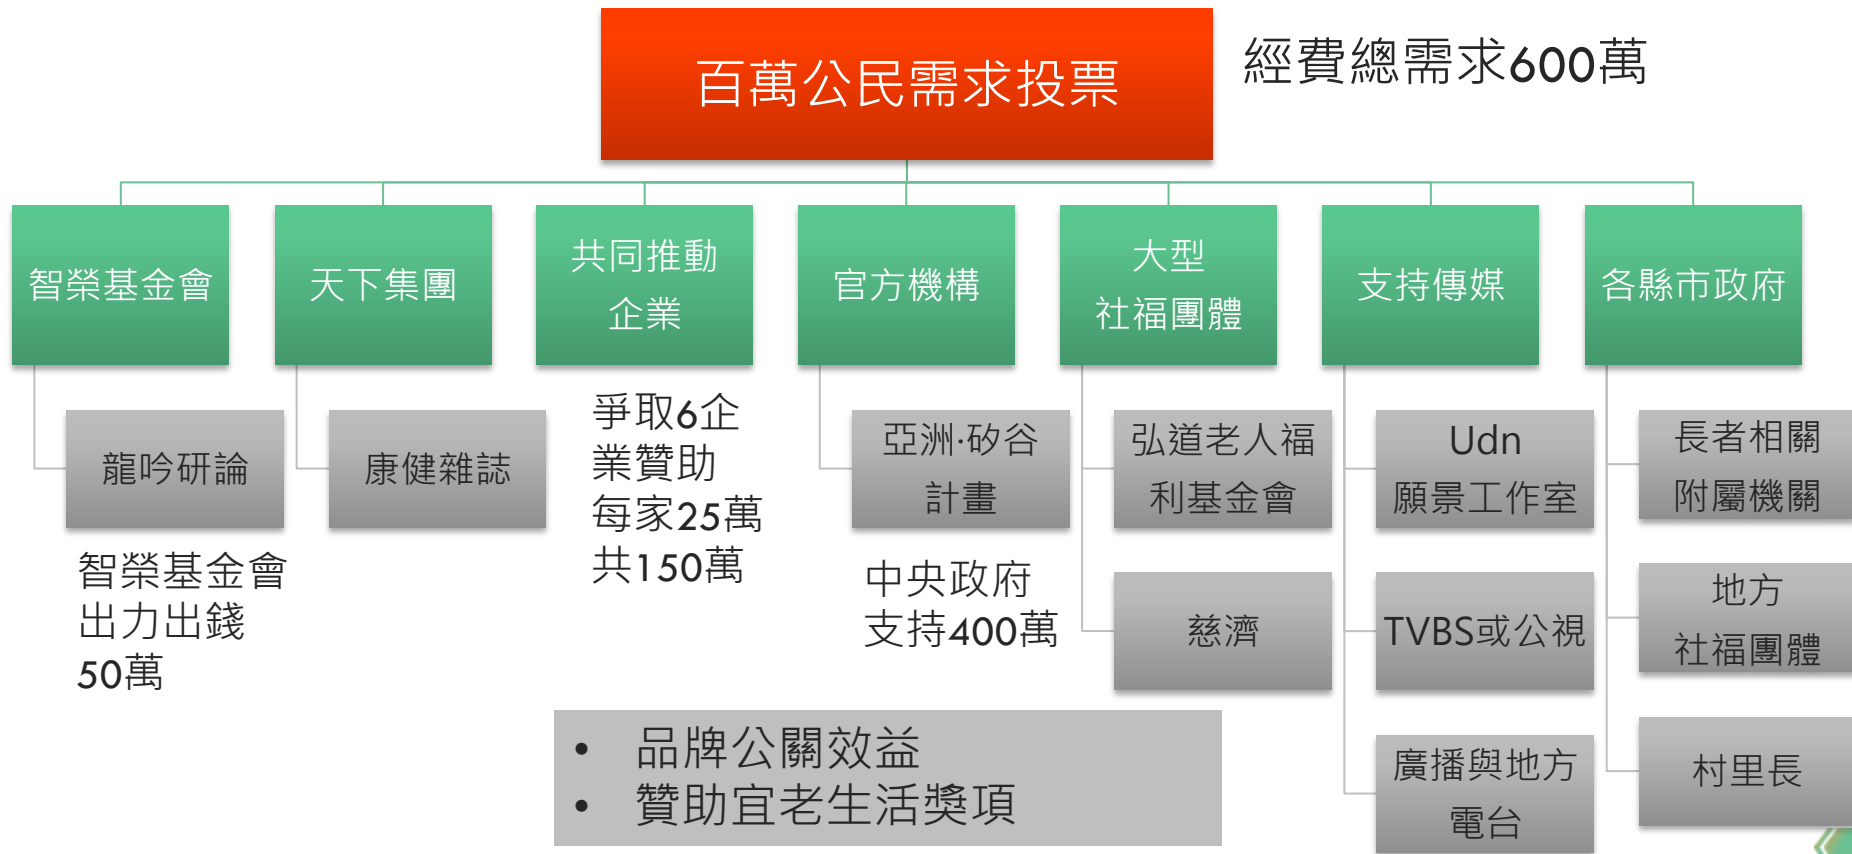 百萬公民需求投票
經費總需求600萬
智榮基金會
天下集團
共同推動
企業
官方機構
大型
社福團體
支持傳媒
各縣市政府
龍吟研論
智榮基金會
出力出錢
50萬
康健雜誌
爭取6企
業贊助
每家25萬
共150萬
亞洲·矽谷
計畫
中央政府
支持400萬
弘道老人福
利基金會
慈濟
Udn
願景工作室
TVBS或公視
廣播與地方
電台
長者相關
附屬機關
地方
社福團體
村里長
• 品牌公關效益
• 贊助宜老生活獎項